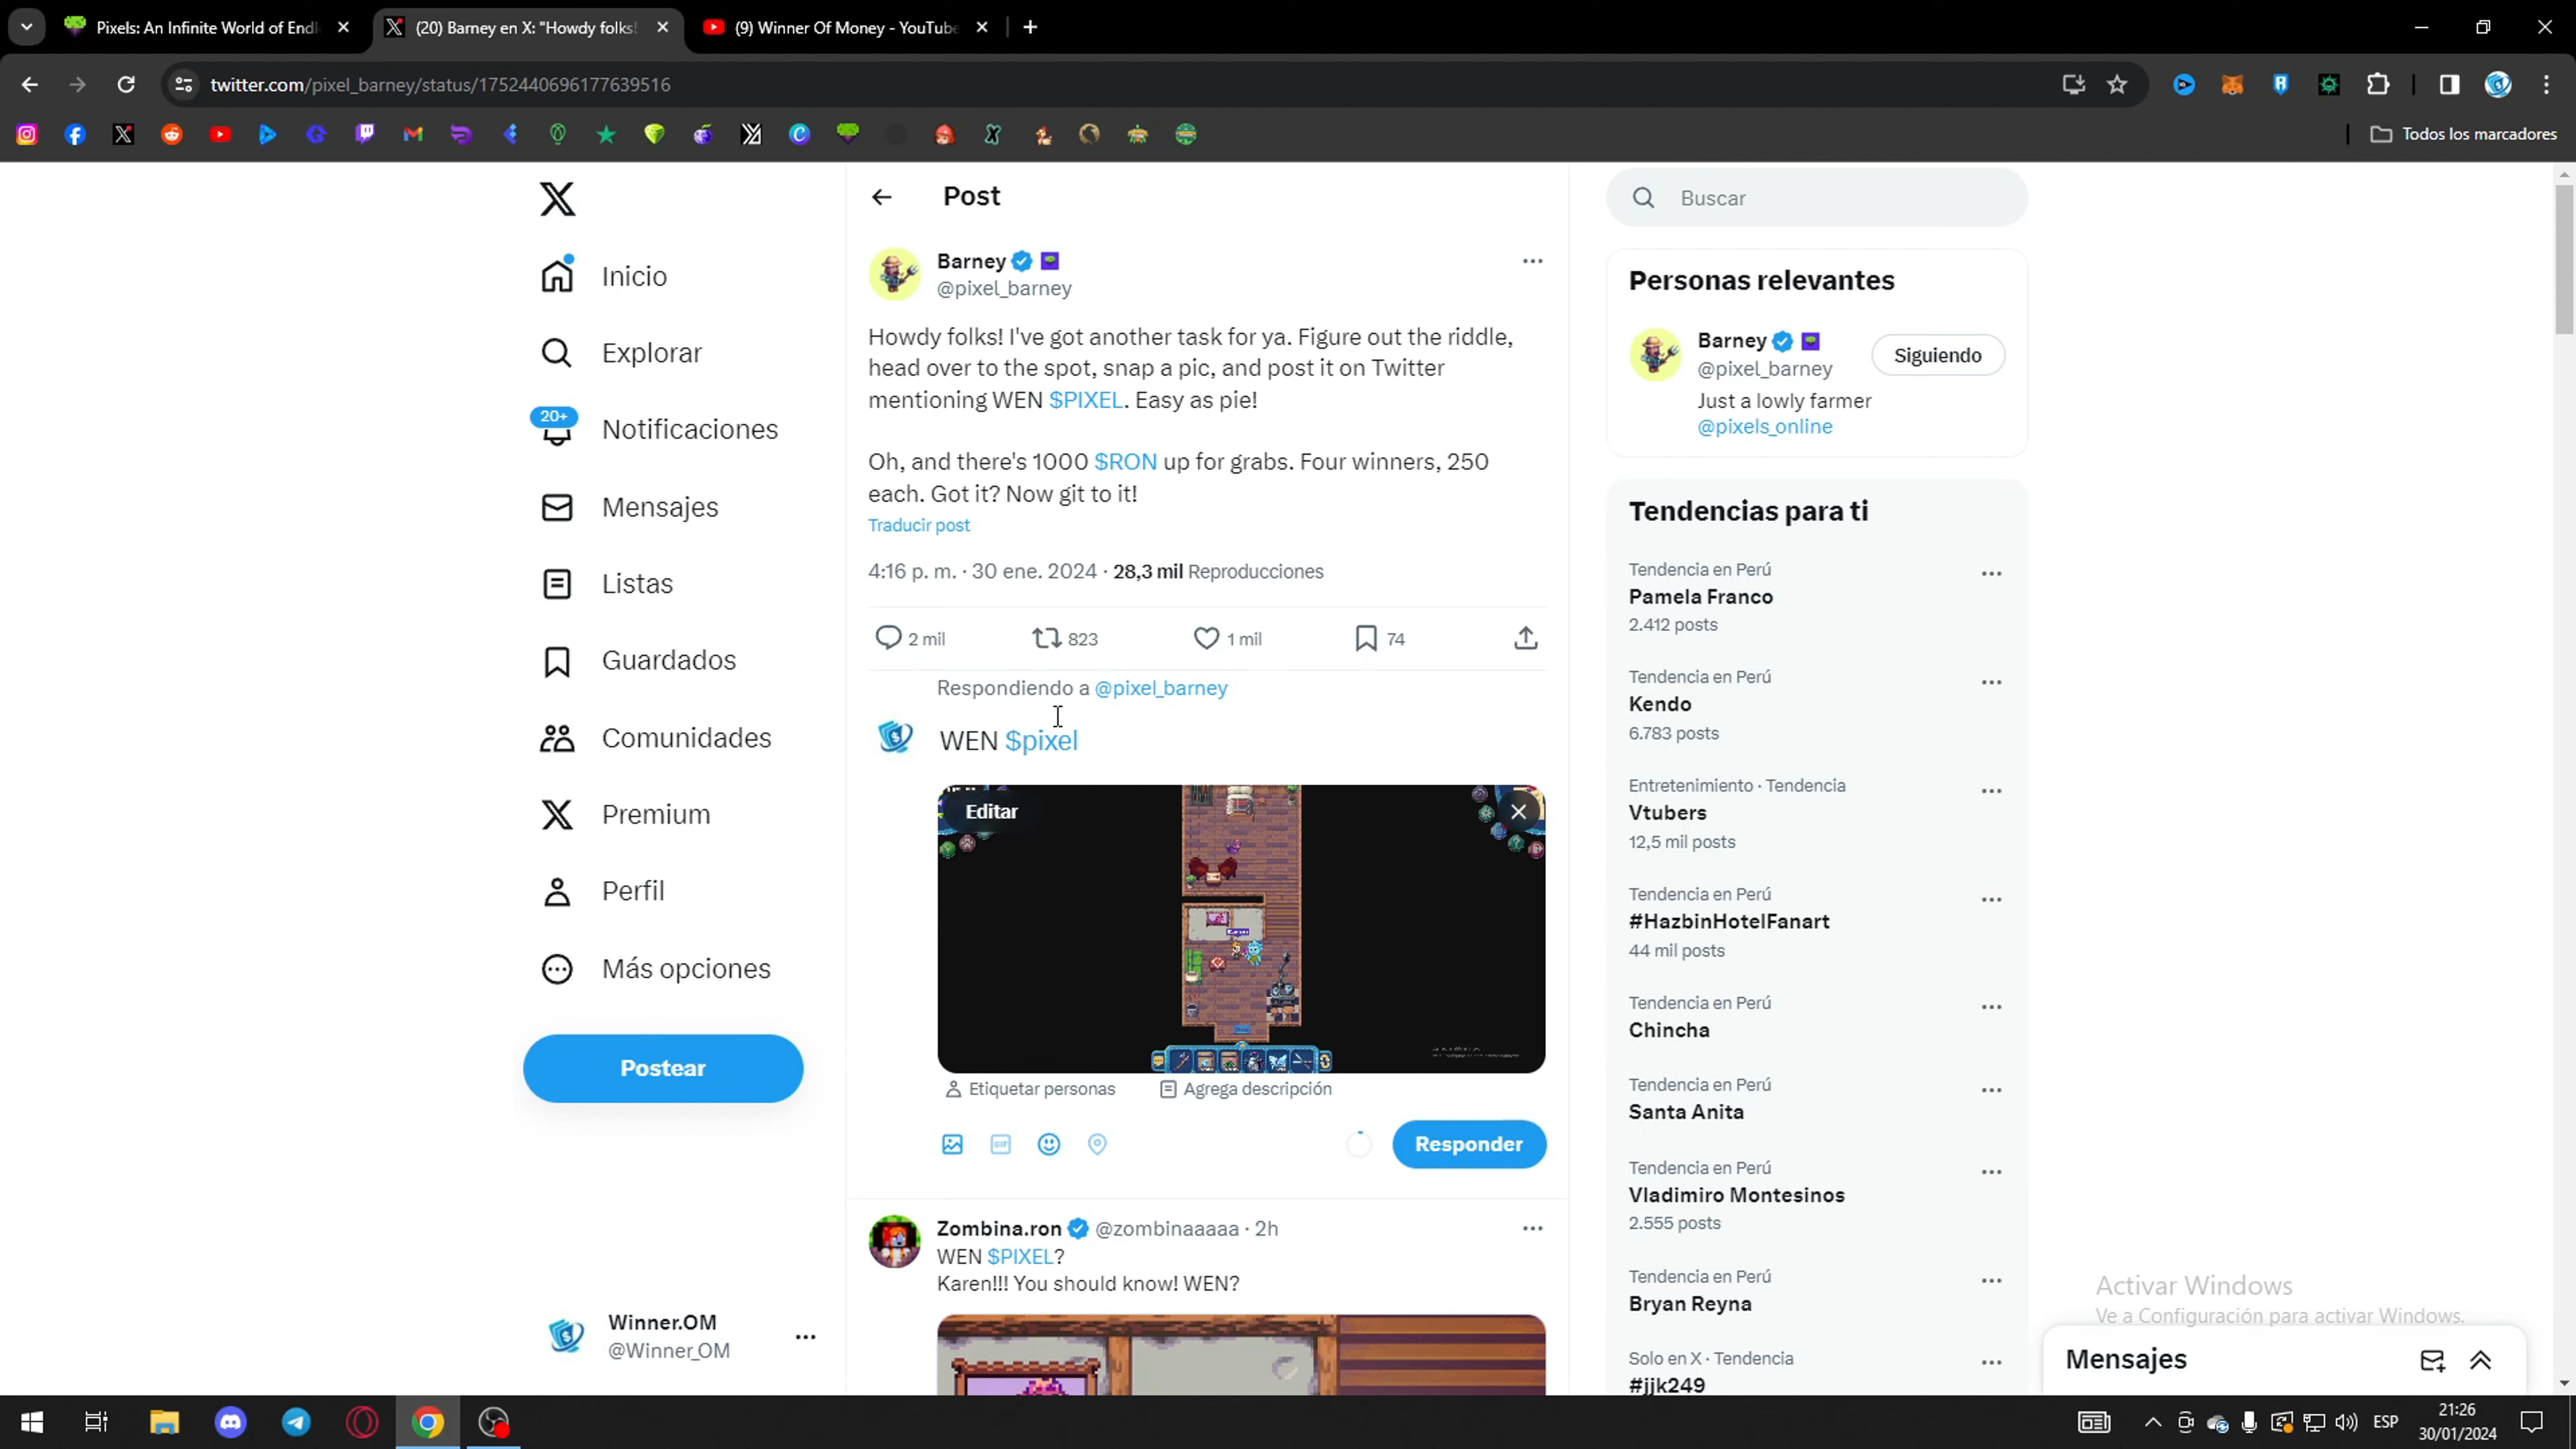 Pixels: An Infinite World of Endl
(20) Barney en X: "Howdy folks!
(9) Winner Of Money - YouTube
twitter.com/pixel_barney/status/1752440696177639516
Todos los marcadores
Inicio
Explorar
20+
Notificaciones
Mensajes
Listas
Guardados
Comunidades
Premium
Perfil
Más opciones
Postear
Winner.OM
@Winner_OM
Post
Barney
@pixel_barney
Howdy folks! I've got another task for ya. Figure out the riddle,
head over to the spot, snap a pic, and post it on Twitter
mentioning WEN $PIXEL. Easy as pie!
Oh, and there's 1000 $RON up for grabs. Four winners, 250
each. Got it? Now git to it!
Traducir post
4:16 p. m. · 30 ene. 2024 · 28,3 mil Reproducciones
2 mil
823
1 mil
74
Respondiendo a @pixel_barney
WEN $pixel
Editar
Etiquetar personas
Agrega descripción
GIF
Responder
Zombina.ron @zombinaaaaa · 2h
WEN $PIXEL?
Karen!!! You should know! WEN?
Buscar
Personas relevantes
Barney
@pixel_barney
Siguiendo
Just a lowly farmer
@pixels_online
Tendencias para ti
Tendencia en Perú
Pamela Franco
2.412 posts
Tendencia en Perú
Kendo
6.783 posts
Entretenimiento · Tendencia
Vtubers
12,5 mil posts
Tendencia en Perú
#HazbinHotelFanart
44 mil posts
Tendencia en Perú
Chincha
Tendencia en Perú
Santa Anita
Tendencia en Perú
Vladimiro Montesinos
2.555 posts
Tendencia en Perú
Bryan Reyna
Solo en X · Tendencia
#jjk249
Activar Windows
Ve a Configuración para activar Windows.
Mensajes
ESP
21:26
30/01/2024